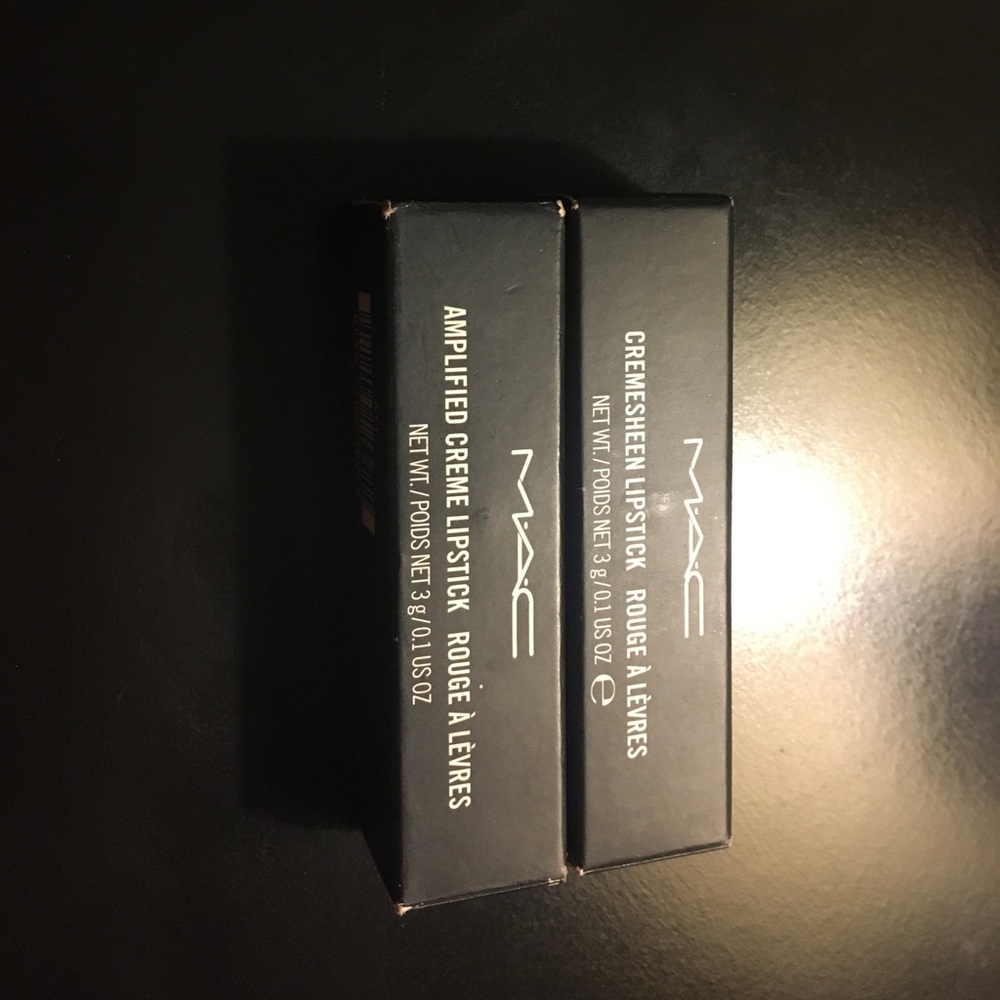 M·A·C
CREMESHEEN LIPSTICK ROUGE À LÈVRES
NET WT. / POIDS NET 3 g / 0.1 US OZ ℮
M·A·C
AMPLIFIED CREME LIPSTICK ROUGE À LÈVRES
NET WT. / POIDS NET 3 g / 0.1 US OZ